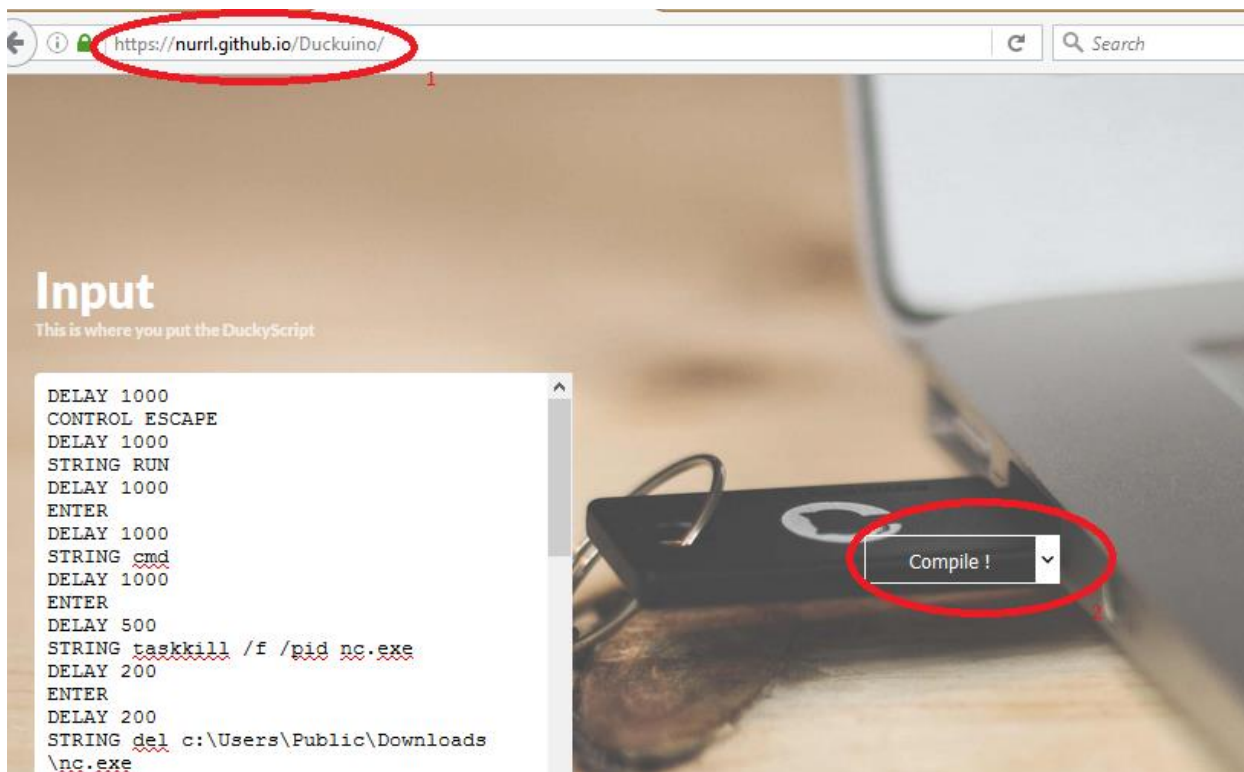 https://nurrl.github.io/Duckuino/
Search
1
Input
This is where you put the DuckyScript
DELAY 1000
CONTROL ESCAPE
DELAY 1000
STRING RUN
DELAY 1000
ENTER
DELAY 1000
STRING cmd
DELAY 1000
ENTER
DELAY 500
STRING taskkill /f /pid nc.exe
DELAY 200
ENTER
DELAY 200
STRING del c:\Users\Public\Downloads
\nc.exe
Compile !
2